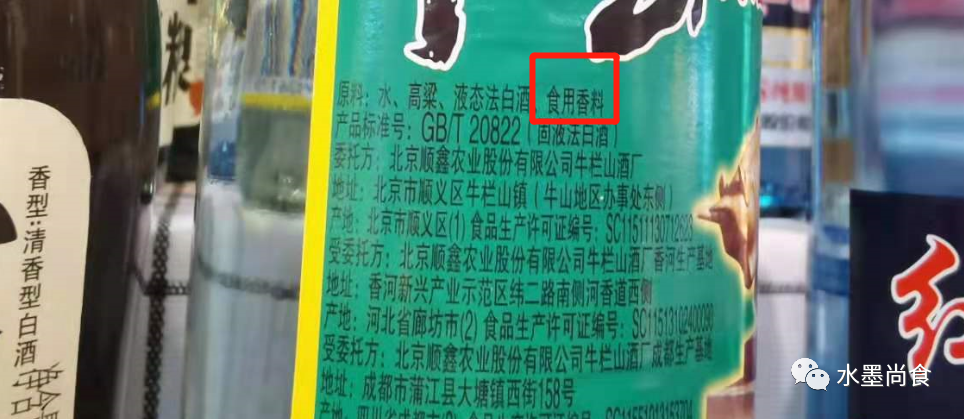 原料：水、高粱、液态法白酒、食用香料
产品标准号：GB/T 20822（固液法白酒）
委托方：北京顺鑫农业股份有限公司牛栏山酒厂
地址：北京市顺义区牛栏山镇（牛山地区办事处东侧）
产地：北京市顺义区(1) 食品生产许可证编号：SC11511130712623
受委托方：北京顺鑫农业股份有限公司牛栏山酒厂香河生产基地
地址：香河新兴产业示范区纬二路南侧河香道西侧
产地：河北省廊坊市(2) 食品生产许可证编号：SC11513102400090
受委托方：北京顺鑫农业股份有限公司牛栏山酒厂成都生产基地
地址：成都市蒲江县大塘镇西街158号
香型:清香型白酒
红
水墨尚食